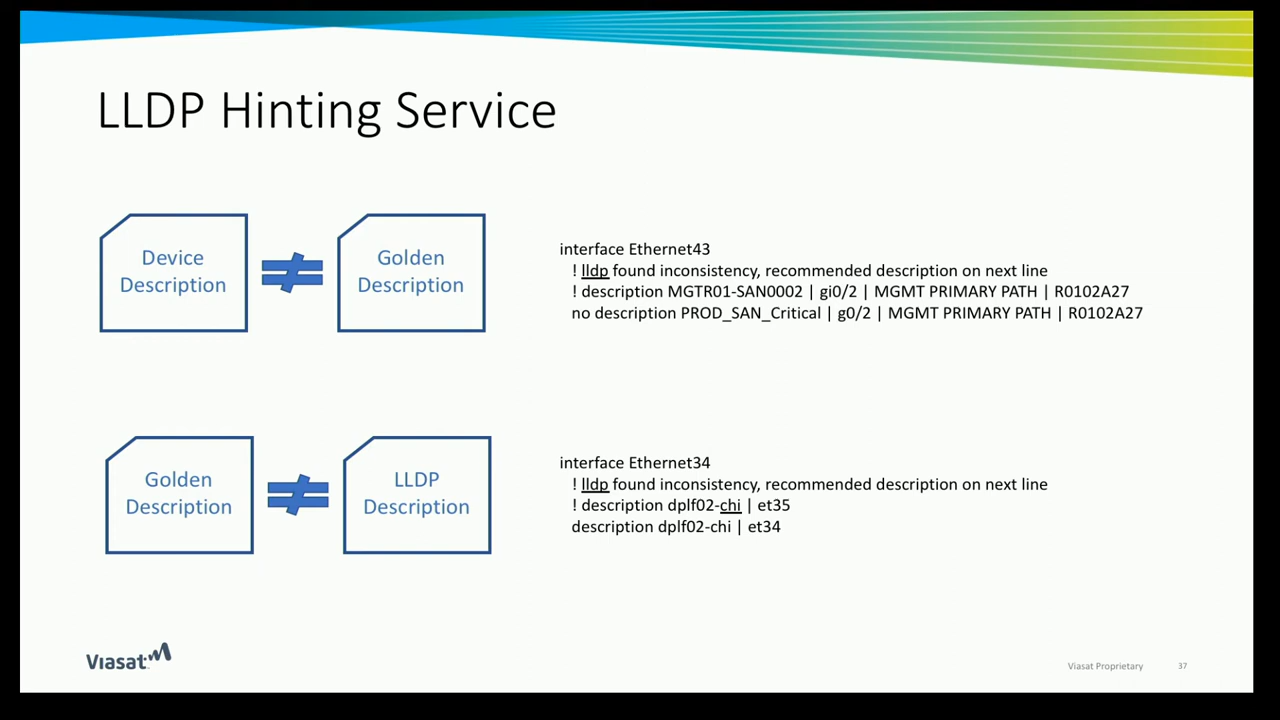 LLDP Hinting Service
Device
Description
Golden
Description
interface Ethernet43
! lldp found inconsistency, recommended description on next line
! description MGTR01-SAN0002 | gi0/2 | MGMT PRIMARY PATH | R0102A27
no description PROD_SAN_Critical | g0/2 | MGMT PRIMARY PATH | R0102A27
Golden
Description
LLDP
Description
interface Ethernet34
! lldp found inconsistency, recommended description on next line
! description dplf02-chi | et35
description dplf02-chi | et34
Viasat
Viasat Proprietary
37